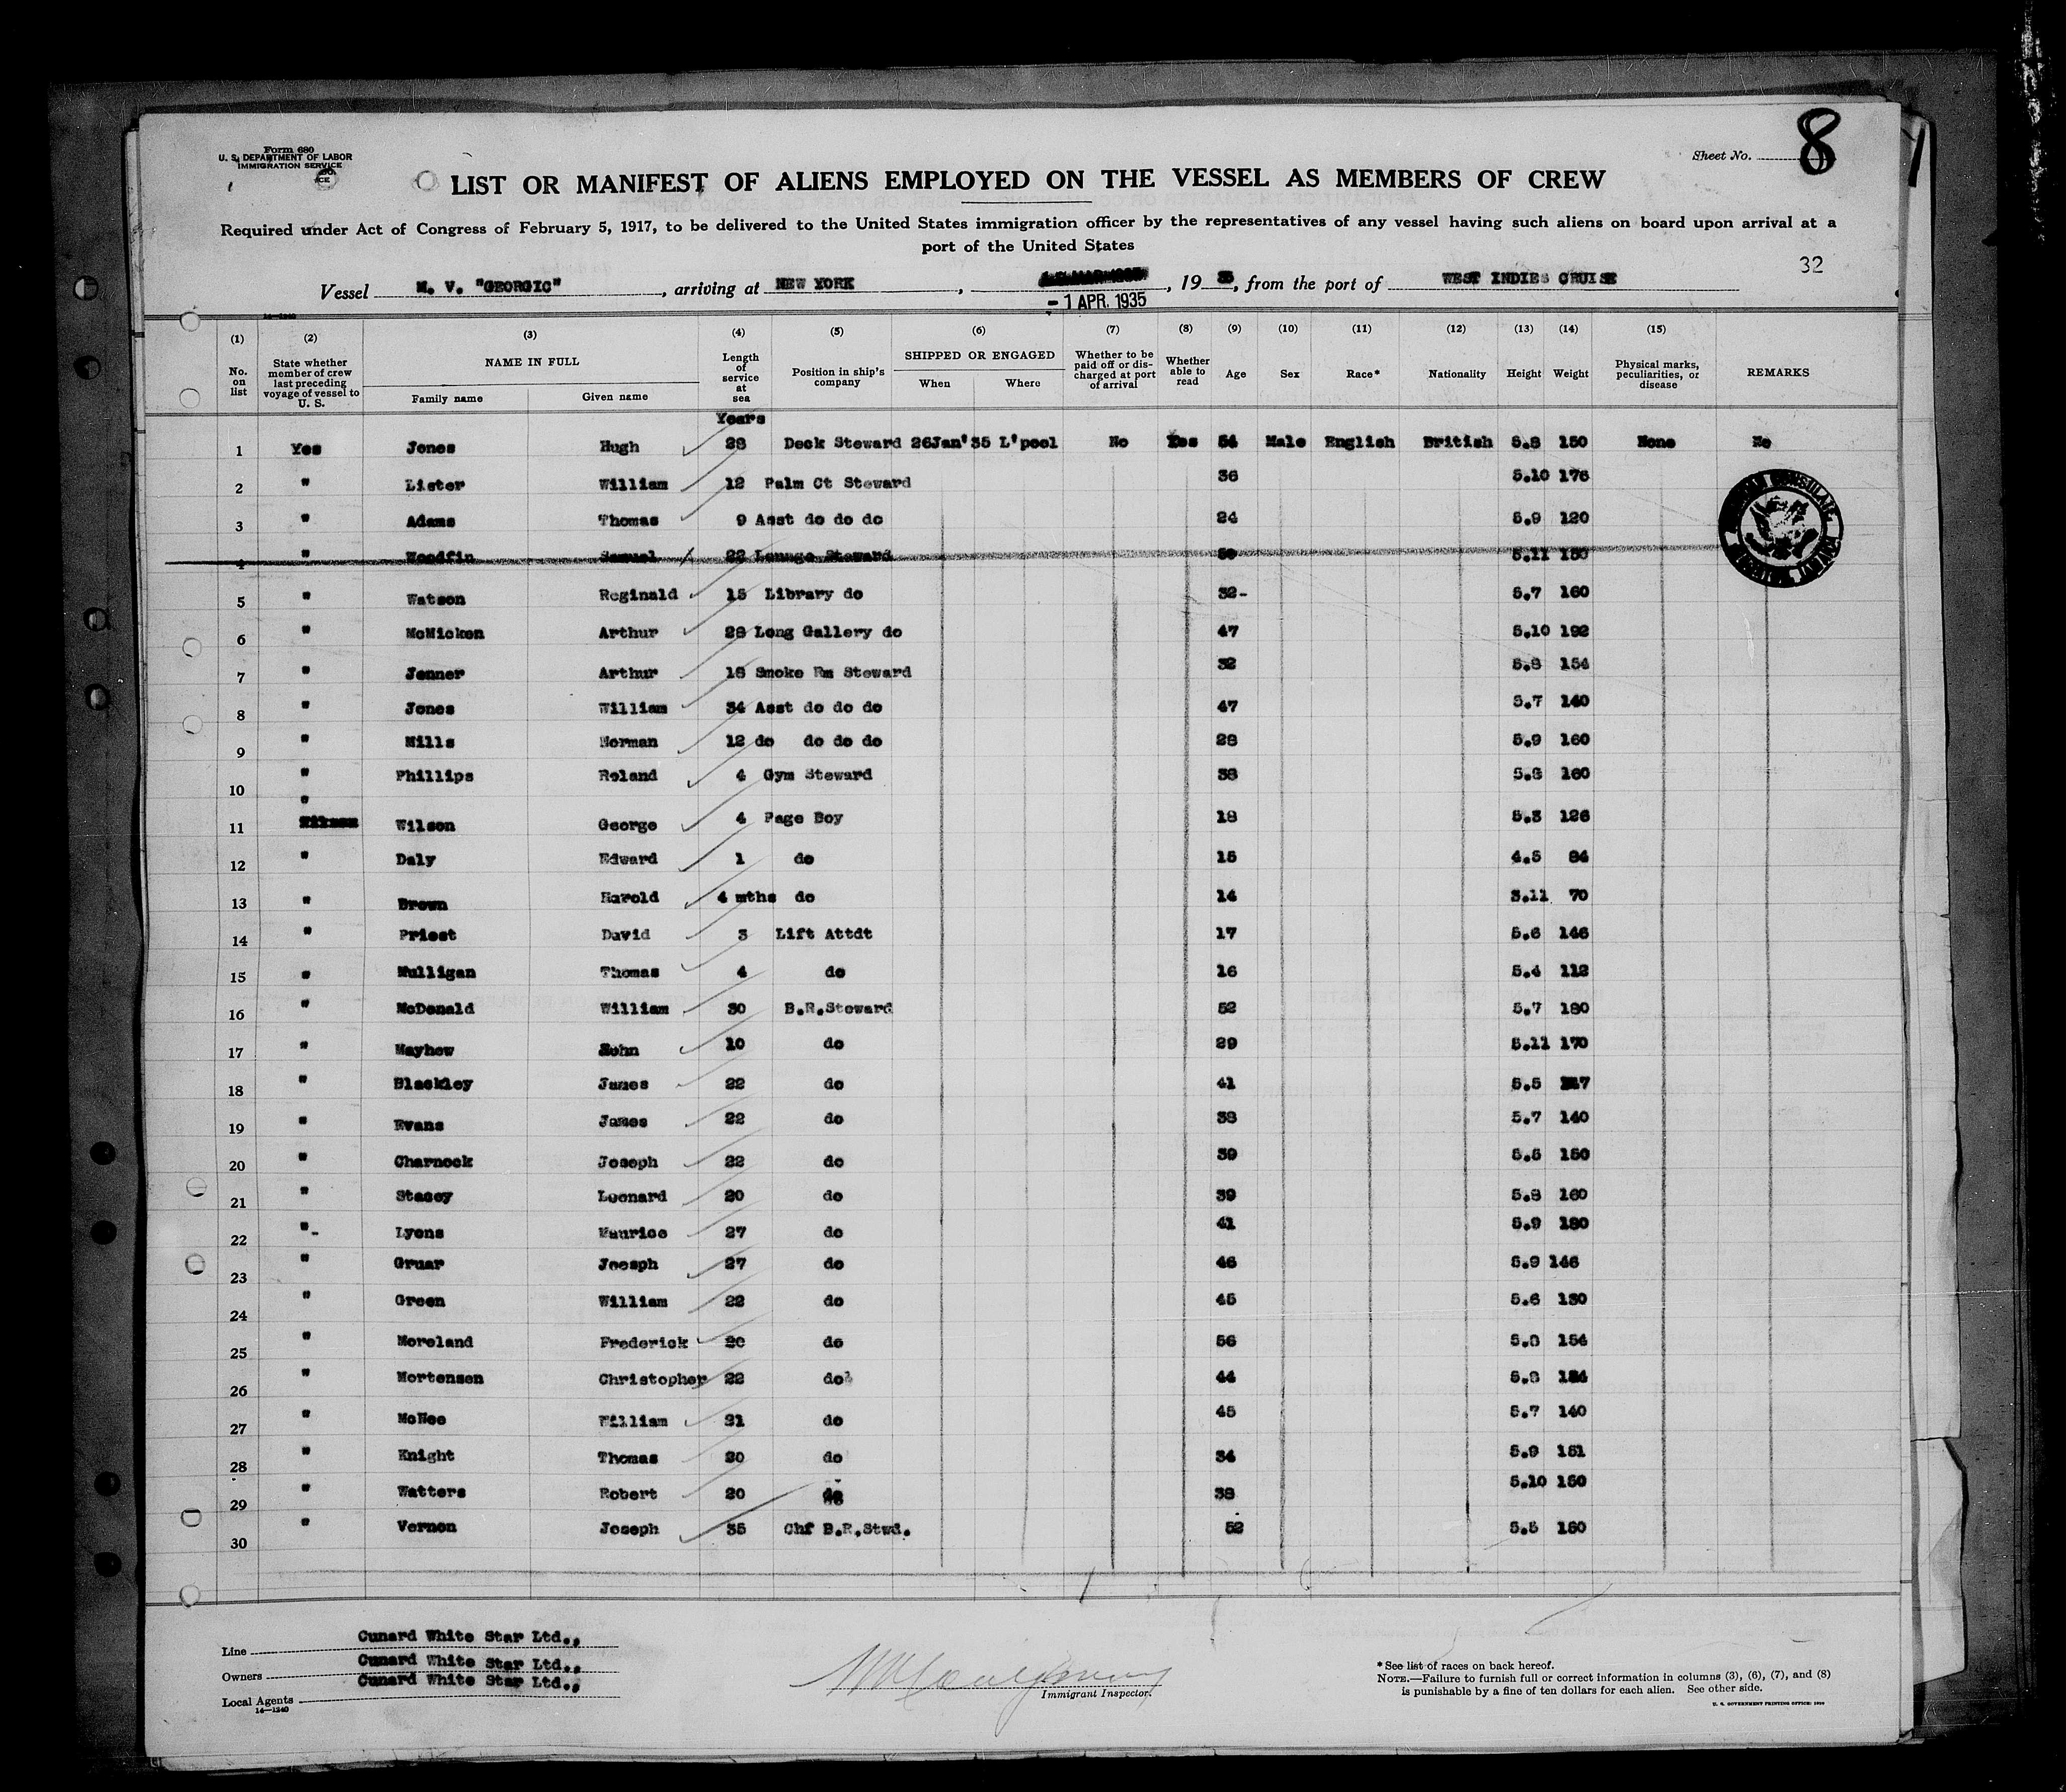 Form 680
U. S. DEPARTMENT OF LABOR
IMMIGRATION SERVICE
Sheet No. 8
LIST OR MANIFEST OF ALIENS EMPLOYED ON THE VESSEL AS MEMBERS OF CREW
Required under Act of Congress of February 5, 1917, to be delivered to the United States immigration officer by the representatives of any vessel having such aliens on board upon arrival at a
port of the United States
32
Vessel M. V. "GEORGIC", arriving at NEW YORK, 19 35, from the port of WEST INDIES CRUISE
- 1 APR. 1935
14-1240
(1) (2) (3) (4) (5) (6) (7) (8) (9) (10) (11) (12) (13) (14) (15)
No. on list State whether member of crew last preceding voyage of vessel to U. S. NAME IN FULL Family name Given name Length of service at sea Position in ship's company SHIPPED OR ENGAGED When Where Whether to be paid off or discharged at port of arrival Whether able to read Age Sex Race* Nationality Height Weight Physical marks, peculiarities, or disease REMARKS
Years
1 Yes Jones Hugh 28 Deck Steward 26Jan'35 L'pool No Yes 54 Male English British 5.8 150 None No
2 " Lister William 12 Palm Ct Steward 36 5.10 176
3 " Adams Thomas 9 Asst do do do 24 5.9 120
4 " Woodfin Samuel 22 Lounge Steward 5.11 150
5 " Watson Reginald 15 Library do 32- 5.7 160
6 " McMicken Arthur 28 Long Gallery do 47 5.10 192
7 " Jenner Arthur 18 Smoke Rm Steward 32 5.8 154
8 " Jones William 34 Asst do do do 47 5.7 140
9 " Mills Norman 12 do do do do 28 5.9 160
10 " Phillips Roland 4 Gym Steward 38 5.8 160
11 " Wilson George 4 Page Boy 18 5.3 126
12 " Daly Edward 1 do 15 4.5 84
13 " Brown Harold 4 mths do 14 3.11 70
14 " Priest David 3 Lift Attdt 17 5.6 146
15 " Mulligan Thomas 4 do 16 5.4 112
16 " McDonald William 30 B.R.Steward 52 5.7 180
17 " Mayhew John 10 do 29 5.11 170
18 " Blackley James 22 do 41 5.5
19 " Evans James 22 do 38 5.7 140
20 " Charnock Joseph 22 do 39 5.5 150
21 " Stacey Leonard 20 do 39 5.8 160
22 "- Lyons Maurice 27 do 41 5.9 180
23 " Gruar Joesph 27 do 46 5.9 146
24 " Green William 22 do 45 5.6 130
25 " Moreland Frederick 20 do 56 5.8 154
26 " Mortensen Christopher 22 do 44 5.8
27 " McHee William 21 do 45 5.7 140
28 " Knight Thomas 20 do 34 5.9 151
29 " Watters Robert 20 do 38 5.10 150
30 " Vernon Joseph 35 Chf B.R.Stwd. 52 5.5 150
Line Cunard White Star Ltd.,
Owners Cunard White Star Ltd.,
Local Agents Cunard White Star Ltd.,
14-1240
Immigrant Inspector.
* See list of races on back hereof.
NOTE.—Failure to furnish full or correct information in columns (3), (6), (7), and (8)
is punishable by a fine of ten dollars for each alien. See other side.